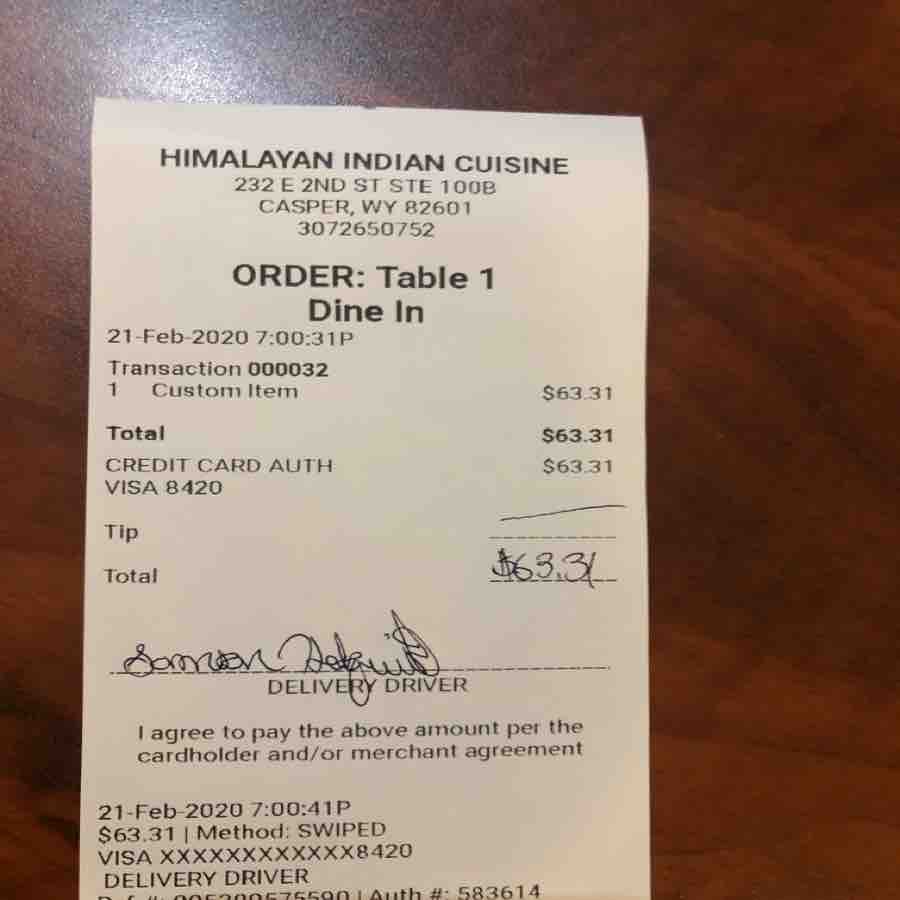 HIMALAYAN INDIAN CUISINE
232 E 2ND ST STE 100B
CASPER, WY 82601
3072650752
ORDER: Table 1
Dine In
21-Feb-2020 7:00:31P
Transaction 000032
1 Custom Item $63.31
Total $63.31
CREDIT CARD AUTH $63.31
VISA 8420
Tip
Total $63.31
DELIVERY DRIVER
I agree to pay the above amount per the
cardholder and/or merchant agreement
21-Feb-2020 7:00:41P
$63.31 | Method: SWIPED
VISA XXXXXXXXXXXX8420
DELIVERY DRIVER
| Auth #: 583614